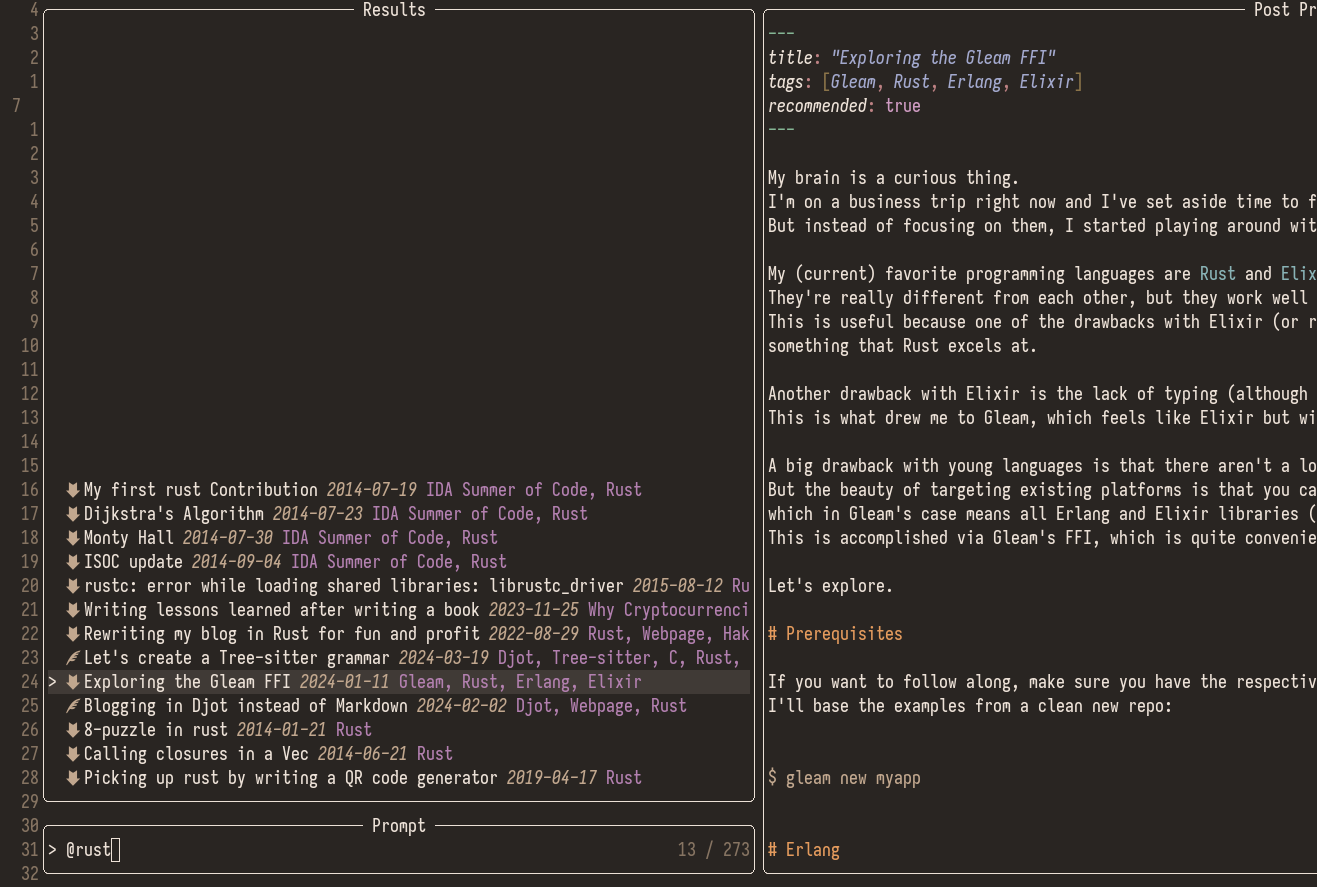 Results
4
3
2
1
7
1
2
3
4
5
6
7
8
9
10
11
12
13
14
15
16 My first rust Contribution 2014-07-19 IDA Summer of Code, Rust
17 Dijkstra's Algorithm 2014-07-23 IDA Summer of Code, Rust
18 Monty Hall 2014-07-30 IDA Summer of Code, Rust
19 ISOC update 2014-09-04 IDA Summer of Code, Rust
20 rustc: error while loading shared libraries: librustc_driver 2015-08-12 Ru
21 Writing lessons learned after writing a book 2023-11-25 Why Cryptocurrenci
22 Rewriting my blog in Rust for fun and profit 2022-08-29 Rust, Webpage, Hak
23 Let's create a Tree-sitter grammar 2024-03-19 Djot, Tree-sitter, C, Rust,
24 > Exploring the Gleam FFI 2024-01-11 Gleam, Rust, Erlang, Elixir
25 Blogging in Djot instead of Markdown 2024-02-02 Djot, Webpage, Rust
26 8-puzzle in rust 2014-01-21 Rust
27 Calling closures in a Vec 2014-06-21 Rust
28 Picking up rust by writing a QR code generator 2019-04-17 Rust
29
30 Prompt
31 > @rust 13 / 273
32
Post Pr
---
title: "Exploring the Gleam FFI"
tags: [Gleam, Rust, Erlang, Elixir]
recommended: true
---
My brain is a curious thing.
I'm on a business trip right now and I've set aside time to f
But instead of focusing on them, I started playing around wit
My (current) favorite programming languages are Rust and Elix
They're really different from each other, but they work well
This is useful because one of the drawbacks with Elixir (or r
something that Rust excels at.
Another drawback with Elixir is the lack of typing (although
This is what drew me to Gleam, which feels like Elixir but wi
A big drawback with young languages is that there aren't a lo
But the beauty of targeting existing platforms is that you ca
which in Gleam's case means all Erlang and Elixir libraries (
This is accomplished via Gleam's FFI, which is quite convenie
Let's explore.
# Prerequisites
If you want to follow along, make sure you have the respectiv
I'll base the examples from a clean new repo:
$ gleam new myapp
# Erlang